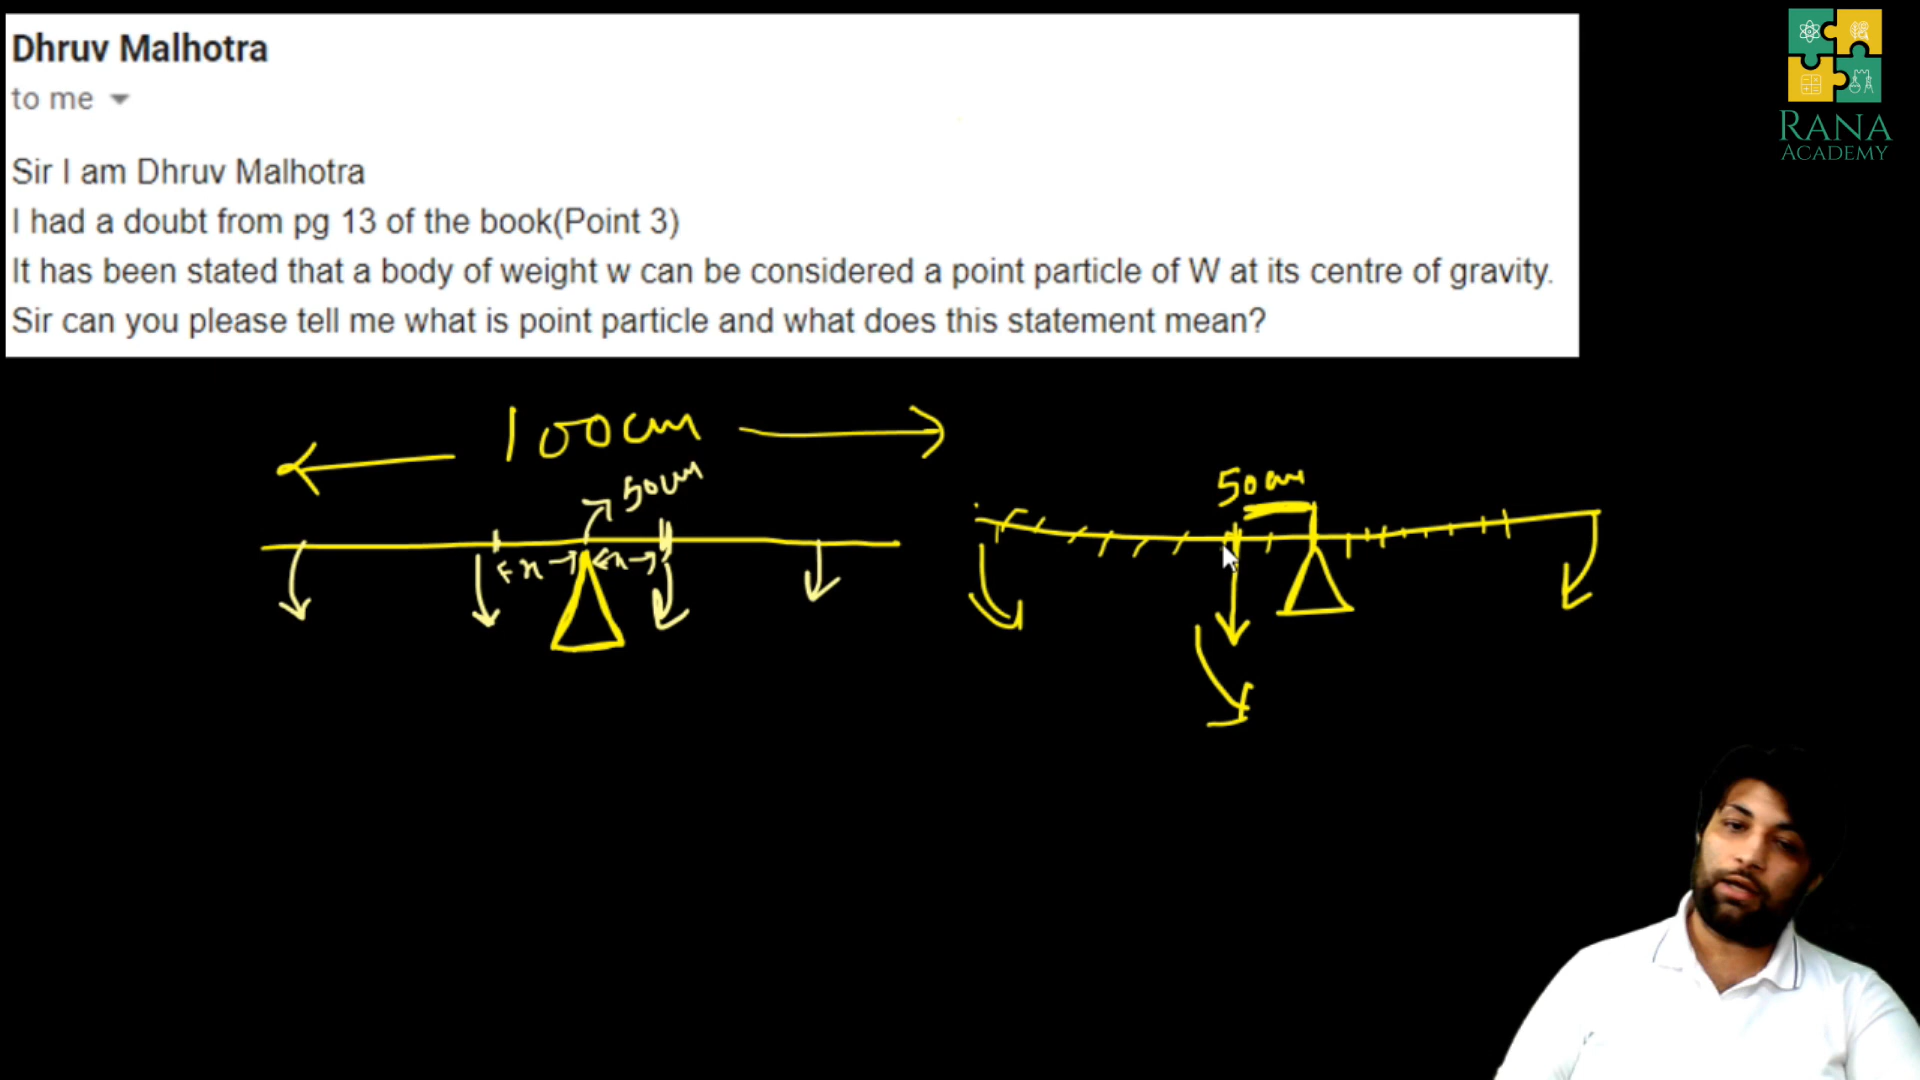 Dhruv Malhotra
to me
Sir I am Dhruv Malhotra
I had a doubt from pg 13 of the book(Point 3)
It has been stated that a body of weight w can be considered a point particle of W at its centre of gravity.
Sir can you please tell me what is point particle and what does this statement mean?
RANA
ACADEMY
100cm
50cm
50cm